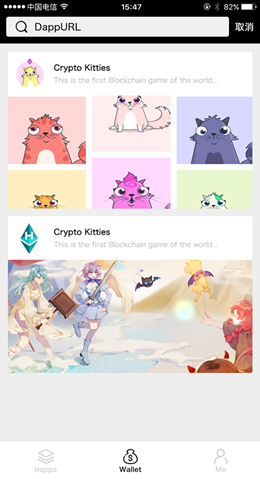 中国电信
15:47
82%
DappURL
取消
Crypto Kitties
This is the first Blockchain game of the world...
Crypto Kitties
This is the first Blockchain game of the world...
Dapps
Wallet
Me